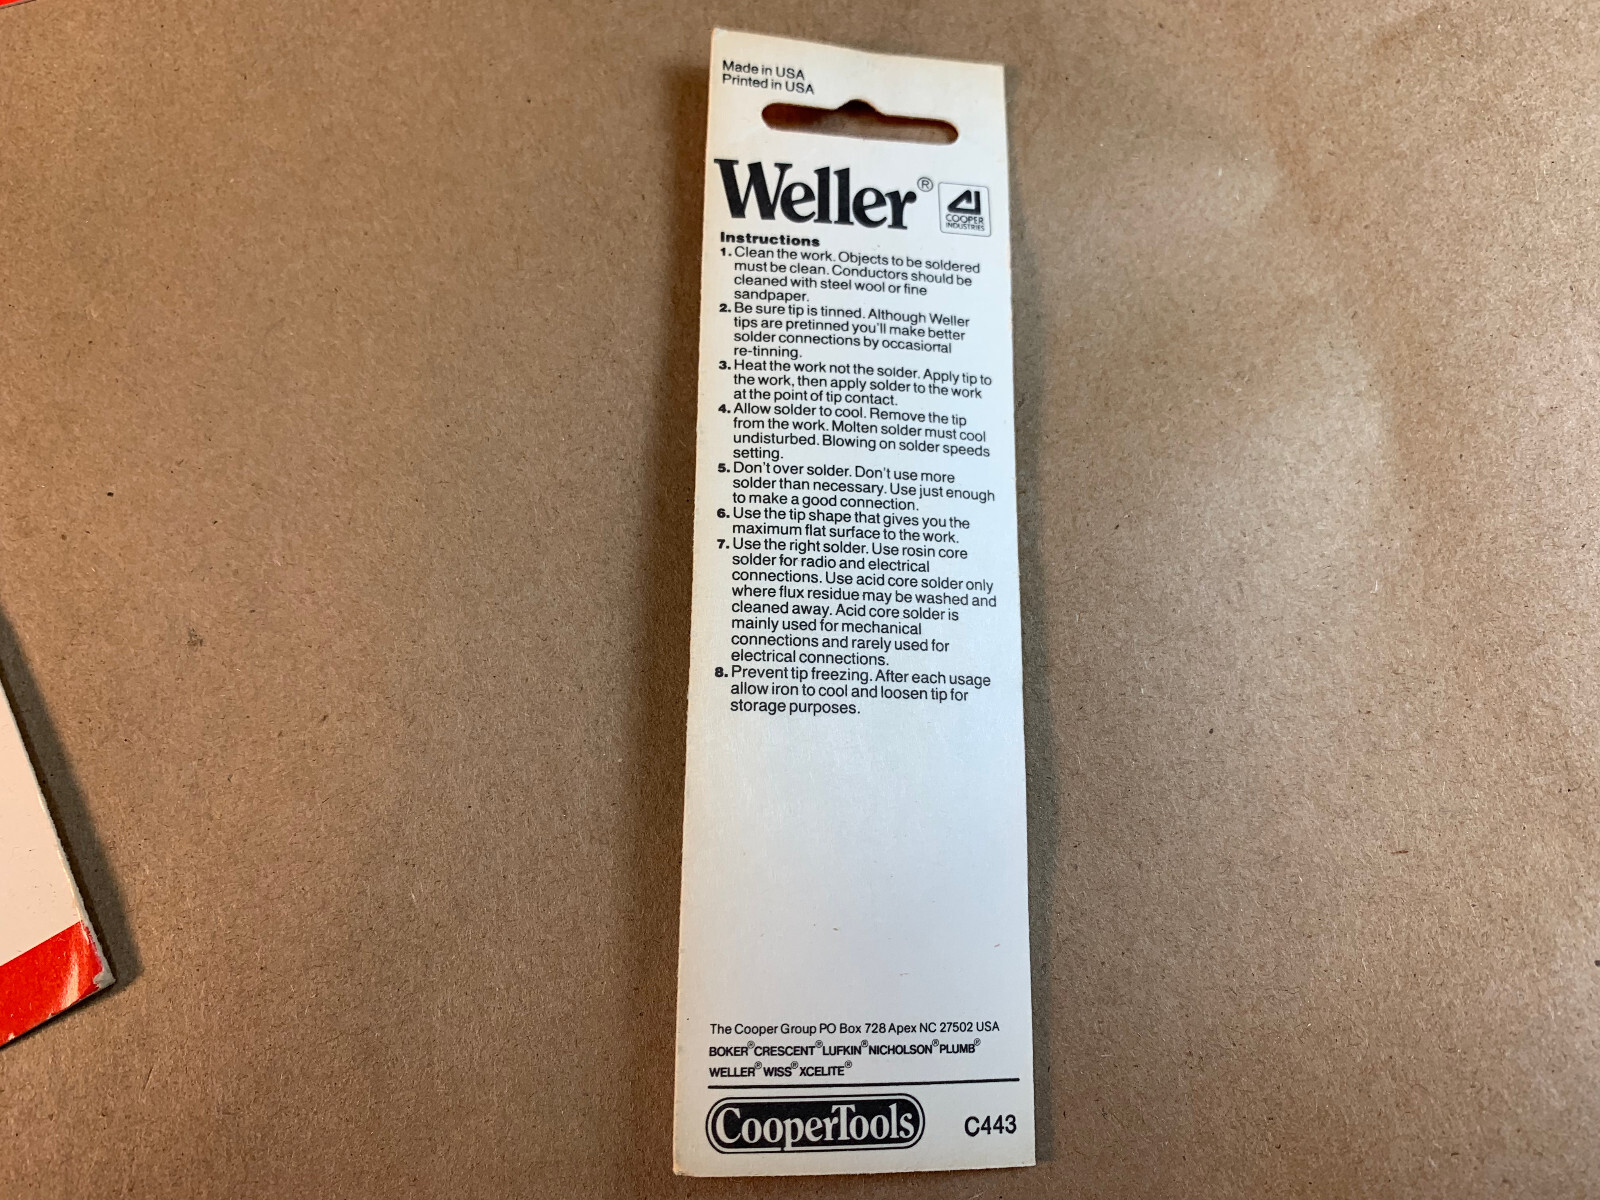 Made in USA
Printed in USA
Weller®
COOPER
INDUSTRIES
Instructions
1. Clean the work. Objects to be soldered
must be clean. Conductors should be
cleaned with steel wool or fine
sandpaper.
2. Be sure tip is tinned. Although Weller
tips are pretinned you'll make better
solder connections by occasional
re-tinning.
3. Heat the work not the solder. Apply tip to
the work, then apply solder to the work
at the point of tip contact.
4. Allow solder to cool. Remove the tip
from the work. Molten solder must cool
undisturbed. Blowing on solder speeds
setting.
5. Don't over solder. Don't use more
solder than necessary. Use just enough
to make a good connection.
6. Use the tip shape that gives you the
maximum flat surface to the work.
7. Use the right solder. Use rosin core
solder for radio and electrical
connections. Use acid core solder only
where flux residue may be washed and
cleaned away. Acid core solder is
mainly used for mechanical
connections and rarely used for
electrical connections.
8. Prevent tip freezing. After each usage
allow iron to cool and loosen tip for
storage purposes.
The Cooper Group PO Box 728 Apex NC 27502 USA
BOKER® CRESCENT® LUFKIN® NICHOLSON® PLUMB®
WELLER® WISS® XCELITE®
CooperTools
C443